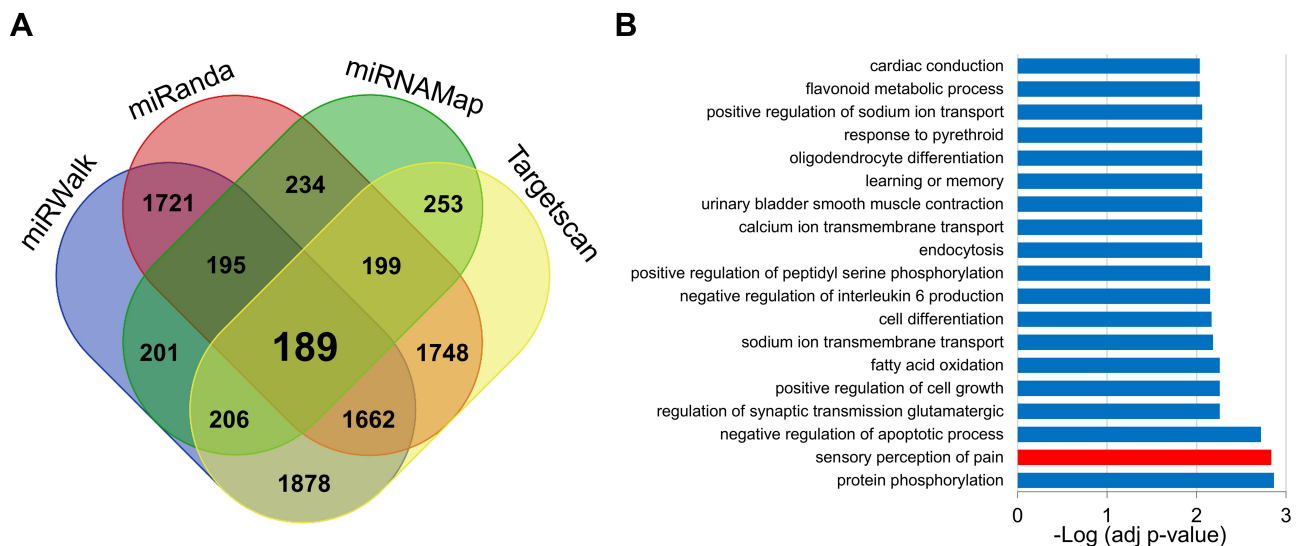 A
miRWalk
miRanda
miRNAMap
Targetscan
1721
234
253
195
199
201
189
1748
206
1662
1878
B
cardiac conduction
flavonoid metabolic process
positive regulation of sodium ion transport
response to pyrethroid
oligodendrocyte differentiation
learning or memory
urinary bladder smooth muscle contraction
calcium ion transmembrane transport
endocytosis
positive regulation of peptidyl serine phosphorylation
negative regulation of interleukin 6 production
cell differentiation
sodium ion transmembrane transport
fatty acid oxidation
positive regulation of cell growth
regulation of synaptic transmission glutamatergic
negative regulation of apoptotic process
sensory perception of pain
protein phosphorylation
0 1 2 3
-Log (adj p-value)